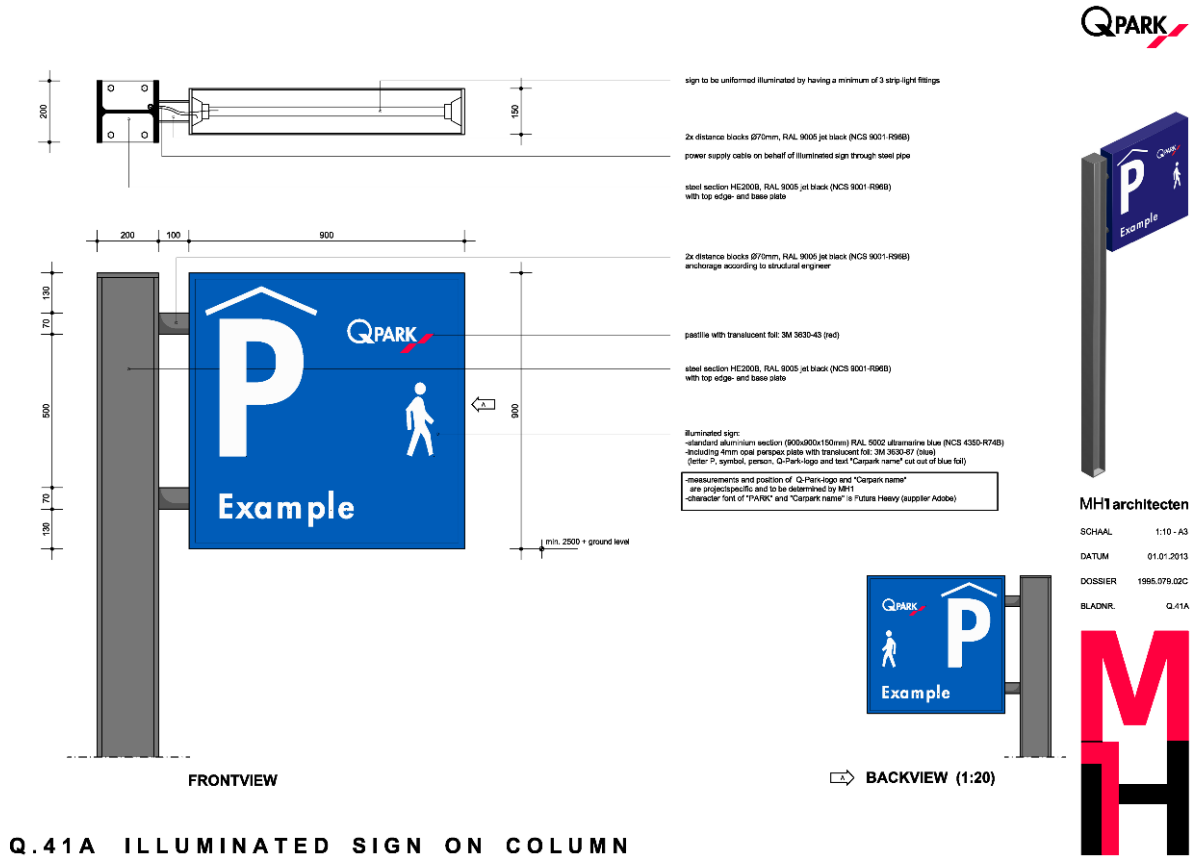 QPARK
200
150
sign to be uniformed illuminated by having a minimum of 3 strip-light fittings
2x distance blocks Ø70mm, RAL 9005 jet black (NCS 9001-R96B)
power supply cable on behalf of illuminated sign through steel pipe
steel section HE200B, RAL 9005 jet black (NCS 9001-R96B)
with top edge- and base plate
P
QPARK
Example
200
100
900
2x distance blocks Ø70mm, RAL 9005 jet black (NCS 9001-R96B)
anchorage according to structural engineer
130
70
500
70
130
P
QPARK
Example
A
900
min. 2500 + ground level
pastille with translucent foil: 3M 3630-43 (red)
steel section HE200B, RAL 9005 jet black (NCS 9001-R96B)
with top edge- and base plate
illuminated sign:
-standard aluminium section (900x900x150mm) RAL 5002 ultramarine blue (NCS 4350-R74B)
-including 4mm opal perspex plate with translucent foil: 3M 3630-87 (blue)
(letter P, symbol, person, Q-Park-logo and text "Carpark name" cut out of blue foil)
-measurements and position of Q-Park-logo and "Carpark name"
are projectspecific and to be determined by MH1
-character font of "PARK" and "Carpark name" is Futura Heavy (supplier Adobe)
MH1architecten
SCHAAL 1:10 - A3
DATUM 01.01.2013
DOSSIER 1995.079.02C
BLADNR. Q.41A
QPARK
P
Example
MH1
FRONTVIEW
A BACKVIEW (1:20)
Q.41A ILLUMINATED SIGN ON COLUMN